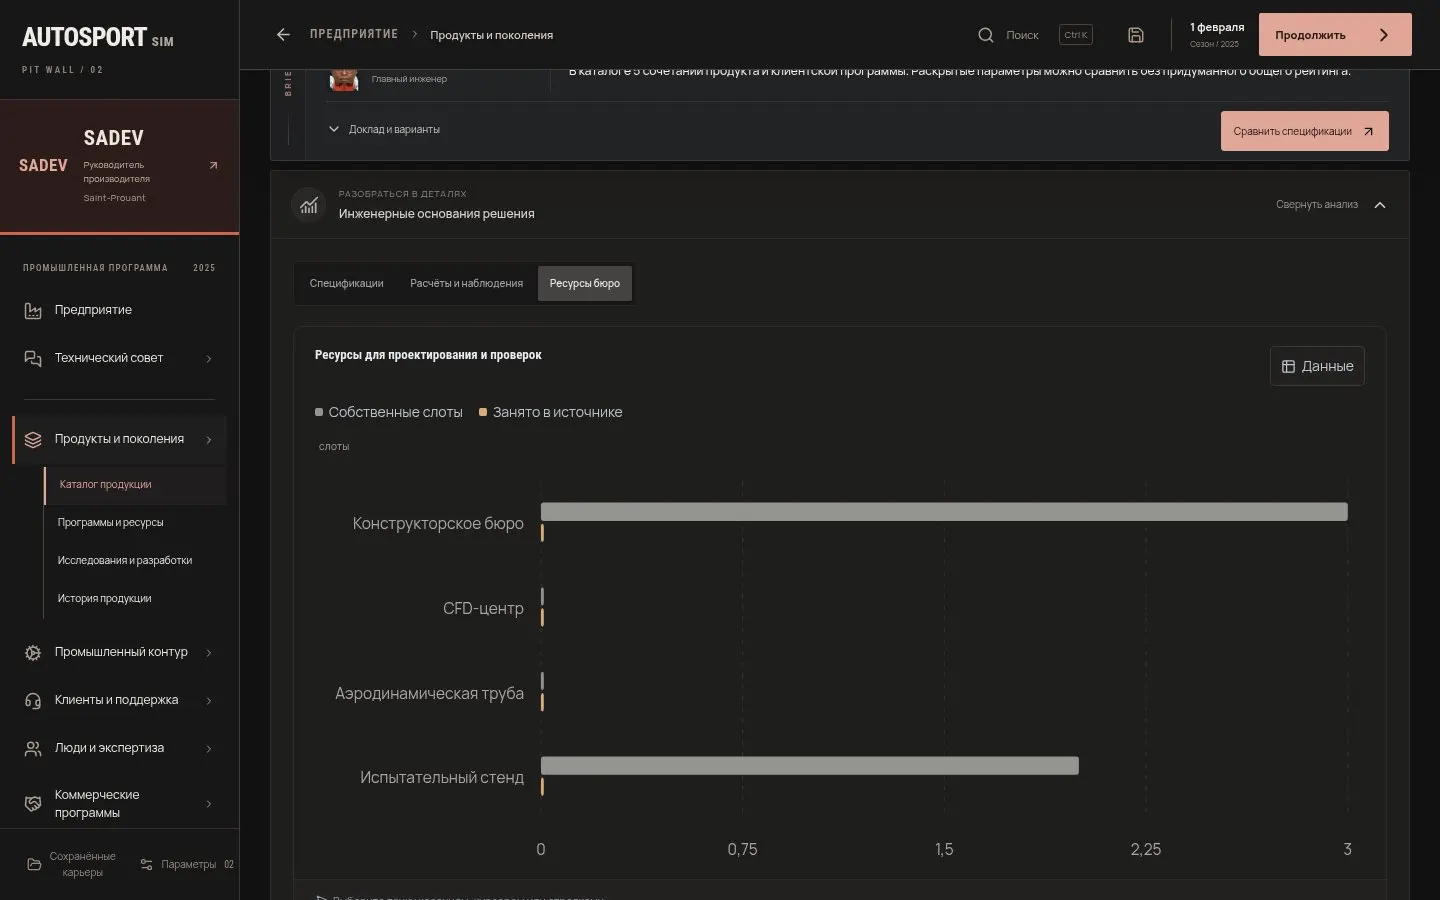 AUTOSPORT SIM
PIT WALL / 02
SADEV
SADEV
Руководитель
производителя
Saint-Prouant
ПРОМЫШЛЕННАЯ ПРОГРАММА 2025
Предприятие
Технический совет
Продукты и поколения
Каталог продукции
Программы и ресурсы
Исследования и разработки
История продукции
Промышленный контур
Клиенты и поддержка
Люди и экспертиза
Коммерческие
программы
Сохранённые
карьеры
Параметры 02
ПРЕДПРИЯТИЕ
Продукты и поколения
Поиск
Ctrl K
1 февраля
Сезон / 2025
Продолжить
BRIE
Главный инженер
В каталоге 5 сочетаний продукта и клиентской программы. Раскрытые параметры можно сравнить без придуманного общего рейтинга.
Доклад и варианты
Сравнить спецификации
РАЗОБРАТЬСЯ В ДЕТАЛЯХ
Инженерные основания решения
Свернуть анализ
Спецификации
Расчёты и наблюдения
Ресурсы бюро
Ресурсы для проектирования и проверок
Данные
Собственные слоты
Занято в источнике
слоты
Конструкторское бюро
CFD-центр
Аэродинамическая труба
Испытательный стенд
0 0,75 1,5 2,25 3